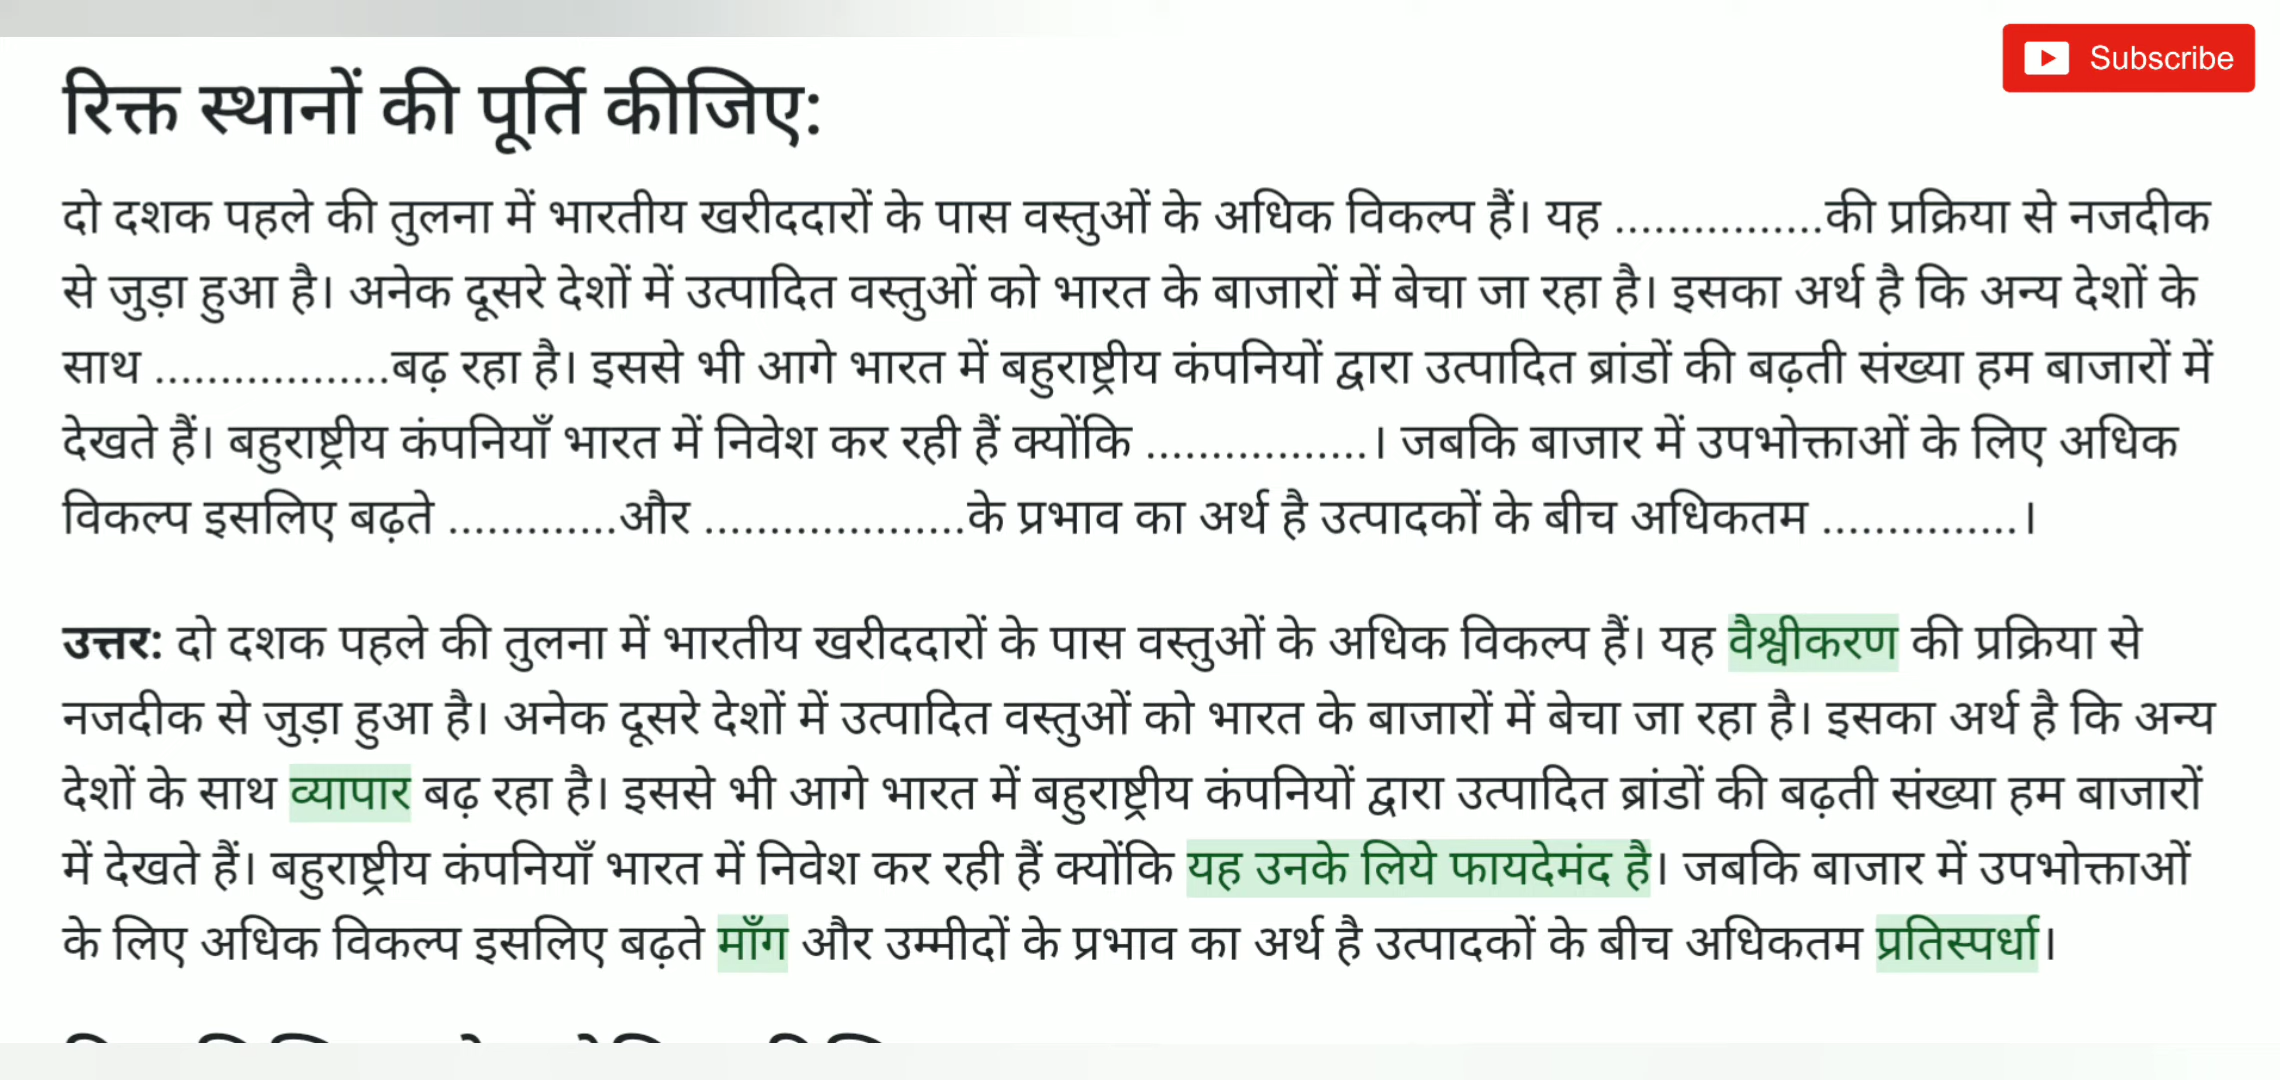 Subscribe
रिक्त स्थानों की पूर्ति कीजिए:
दो दशक पहले की तुलना में भारतीय खरीददारों के पास वस्तुओं के अधिक विकल्प हैं। यह ................की प्रक्रिया से नजदीक
से जुड़ा हुआ है। अनेक दूसरे देशों में उत्पादित वस्तुओं को भारत के बाजारों में बेचा जा रहा है। इसका अर्थ है कि अन्य देशों के
साथ ..................बढ़ रहा है। इससे भी आगे भारत में बहुराष्ट्रीय कंपनियों द्वारा उत्पादित ब्रांडों की बढ़ती संख्या हम बाजारों में
देखते हैं। बहुराष्ट्रीय कंपनियाँ भारत में निवेश कर रही हैं क्योंकि .................। जबकि बाजार में उपभोक्ताओं के लिए अधिक
विकल्प इसलिए बढ़ते .............और ....................के प्रभाव का अर्थ है उत्पादकों के बीच अधिकतम ...............।
उत्तर: दो दशक पहले की तुलना में भारतीय खरीददारों के पास वस्तुओं के अधिक विकल्प हैं। यह वैश्वीकरण की प्रक्रिया से
नजदीक से जुड़ा हुआ है। अनेक दूसरे देशों में उत्पादित वस्तुओं को भारत के बाजारों में बेचा जा रहा है। इसका अर्थ है कि अन्य
देशों के साथ व्यापार बढ़ रहा है। इससे भी आगे भारत में बहुराष्ट्रीय कंपनियों द्वारा उत्पादित ब्रांडों की बढ़ती संख्या हम बाजारों
में देखते हैं। बहुराष्ट्रीय कंपनियाँ भारत में निवेश कर रही हैं क्योंकि यह उनके लिये फायदेमंद है। जबकि बाजार में उपभोक्ताओं
के लिए अधिक विकल्प इसलिए बढ़ते माँग और उम्मीदों के प्रभाव का अर्थ है उत्पादकों के बीच अधिकतम प्रतिस्पर्धा।